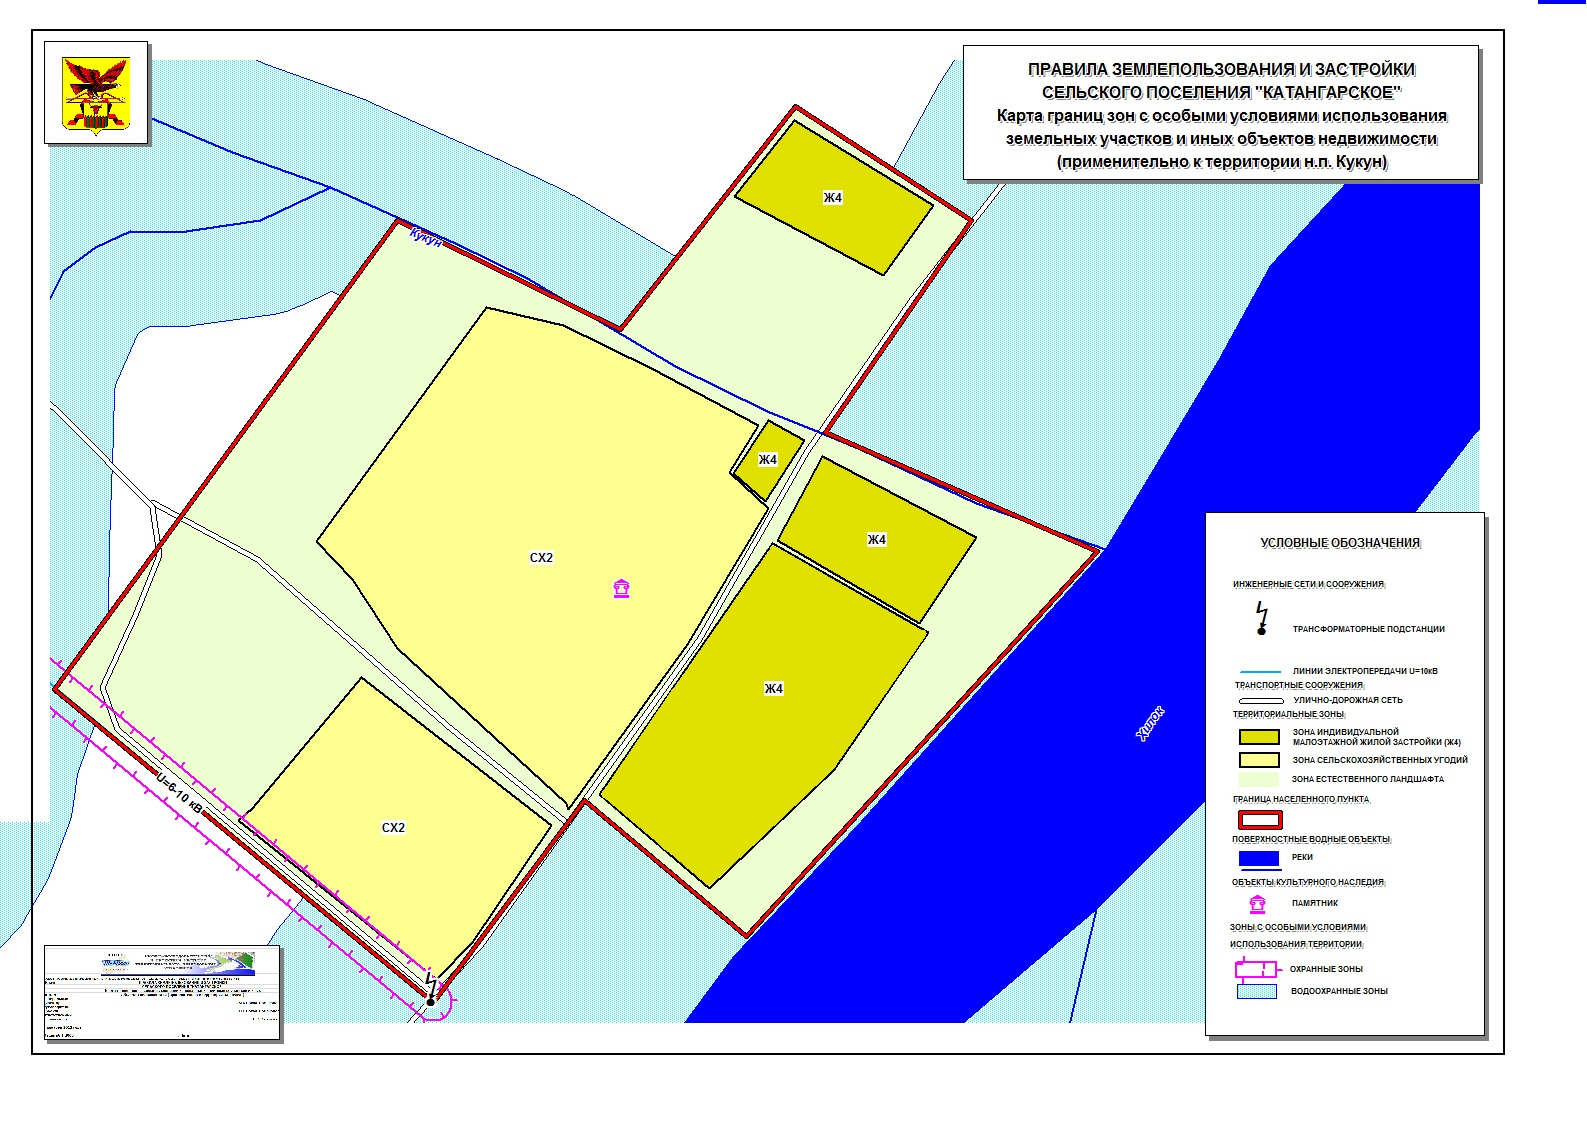 ПРАВИЛА ЗЕМЛЕПОЛЬЗОВАНИЯ И ЗАСТРОЙКИ
СЕЛЬСКОГО ПОСЕЛЕНИЯ "КАТАНГАРСКОЕ"
Карта границ зон с особыми условиями использования
земельных участков и иных объектов недвижимости
(применительно к территории н.п. Кукун)
Ж4
Кукун
Ж4
Ж4
СХ2
Ж4
Хилок
U=6-10 кВ
СХ2
УСЛОВНЫЕ ОБОЗНАЧЕНИЯ
ИНЖЕНЕРНЫЕ СЕТИ И СООРУЖЕНИЯ
ТРАНСФОРМАТОРНЫЕ ПОДСТАНЦИИ
ЛИНИИ ЭЛЕКТРОПЕРЕДАЧИ U=10кВ
ТРАНСПОРТНЫЕ СООРУЖЕНИЯ
УЛИЧНО-ДОРОЖНАЯ СЕТЬ
ТЕРРИТОРИАЛЬНЫЕ ЗОНЫ
ЗОНА ИНДИВИДУАЛЬНОЙ
МАЛОЭТАЖНОЙ ЖИЛОЙ ЗАСТРОЙКИ (Ж4)
ЗОНА СЕЛЬСКОХОЗЯЙСТВЕННЫХ УГОДИЙ
ЗОНА ЕСТЕСТВЕННОГО ЛАНДШАФТА
ГРАНИЦА НАСЕЛЕННОГО ПУНКТА
ПОВЕРХНОСТНЫЕ ВОДНЫЕ ОБЪЕКТЫ
РЕКИ
ОБЪЕКТЫ КУЛЬТУРНОГО НАСЛЕДИЯ
ПАМЯТНИК
ЗОНЫ С ОСОБЫМИ УСЛОВИЯМИ
ИСПОЛЬЗОВАНИЯ ТЕРРИТОРИИ
ОХРАННЫЕ ЗОНЫ
ВОДООХРАННЫЕ ЗОНЫ